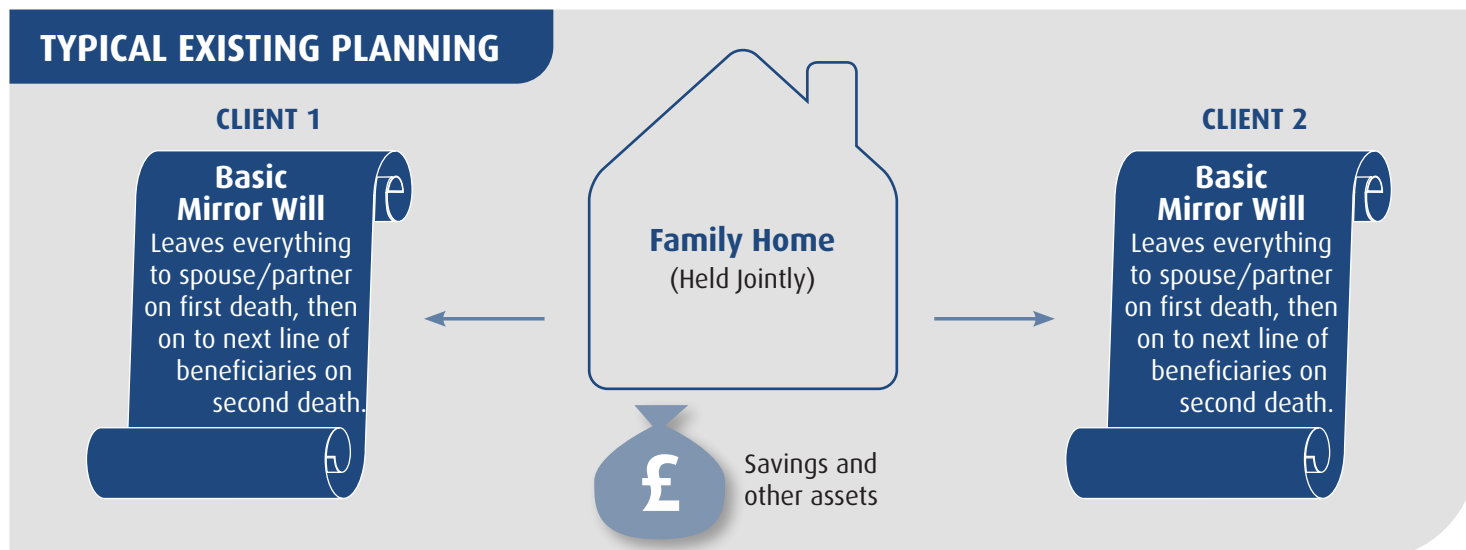 TYPICAL EXISTING PLANNING
CLIENT 1
Basic
Mirror Will
Leaves everything
to spouse/partner
on first death, then
on to next line of
beneficiaries on
second death.
Family Home
(Held Jointly)
£
Savings and
other assets
CLIENT 2
Basic
Mirror Will
Leaves everything
to spouse/partner
on first death, then
on to next line of
beneficiaries on
second death.